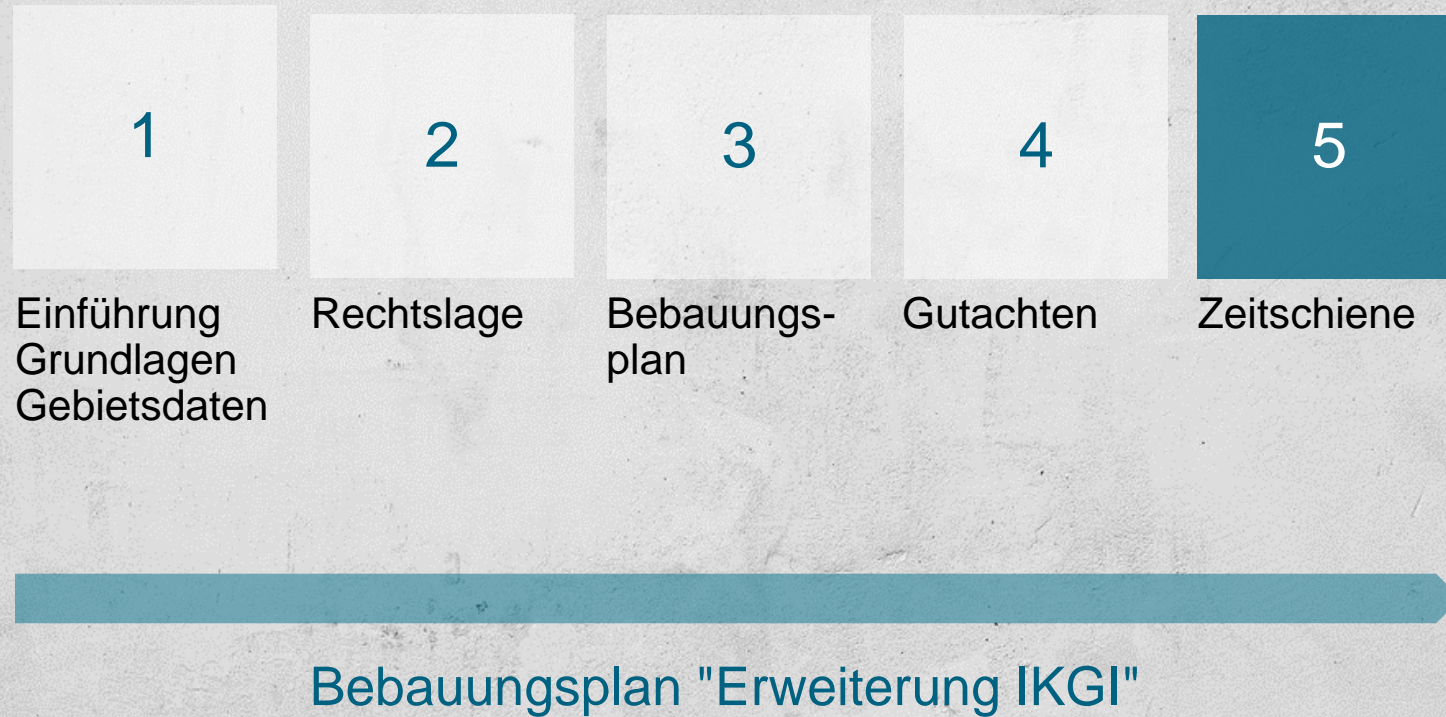 1
2
3
4
5
Einführung
Grundlagen
Gebietsdaten
Rechtslage
Bebauungs-
plan
Gutachten
Zeitschiene
Bebauungsplan "Erweiterung IKGI"